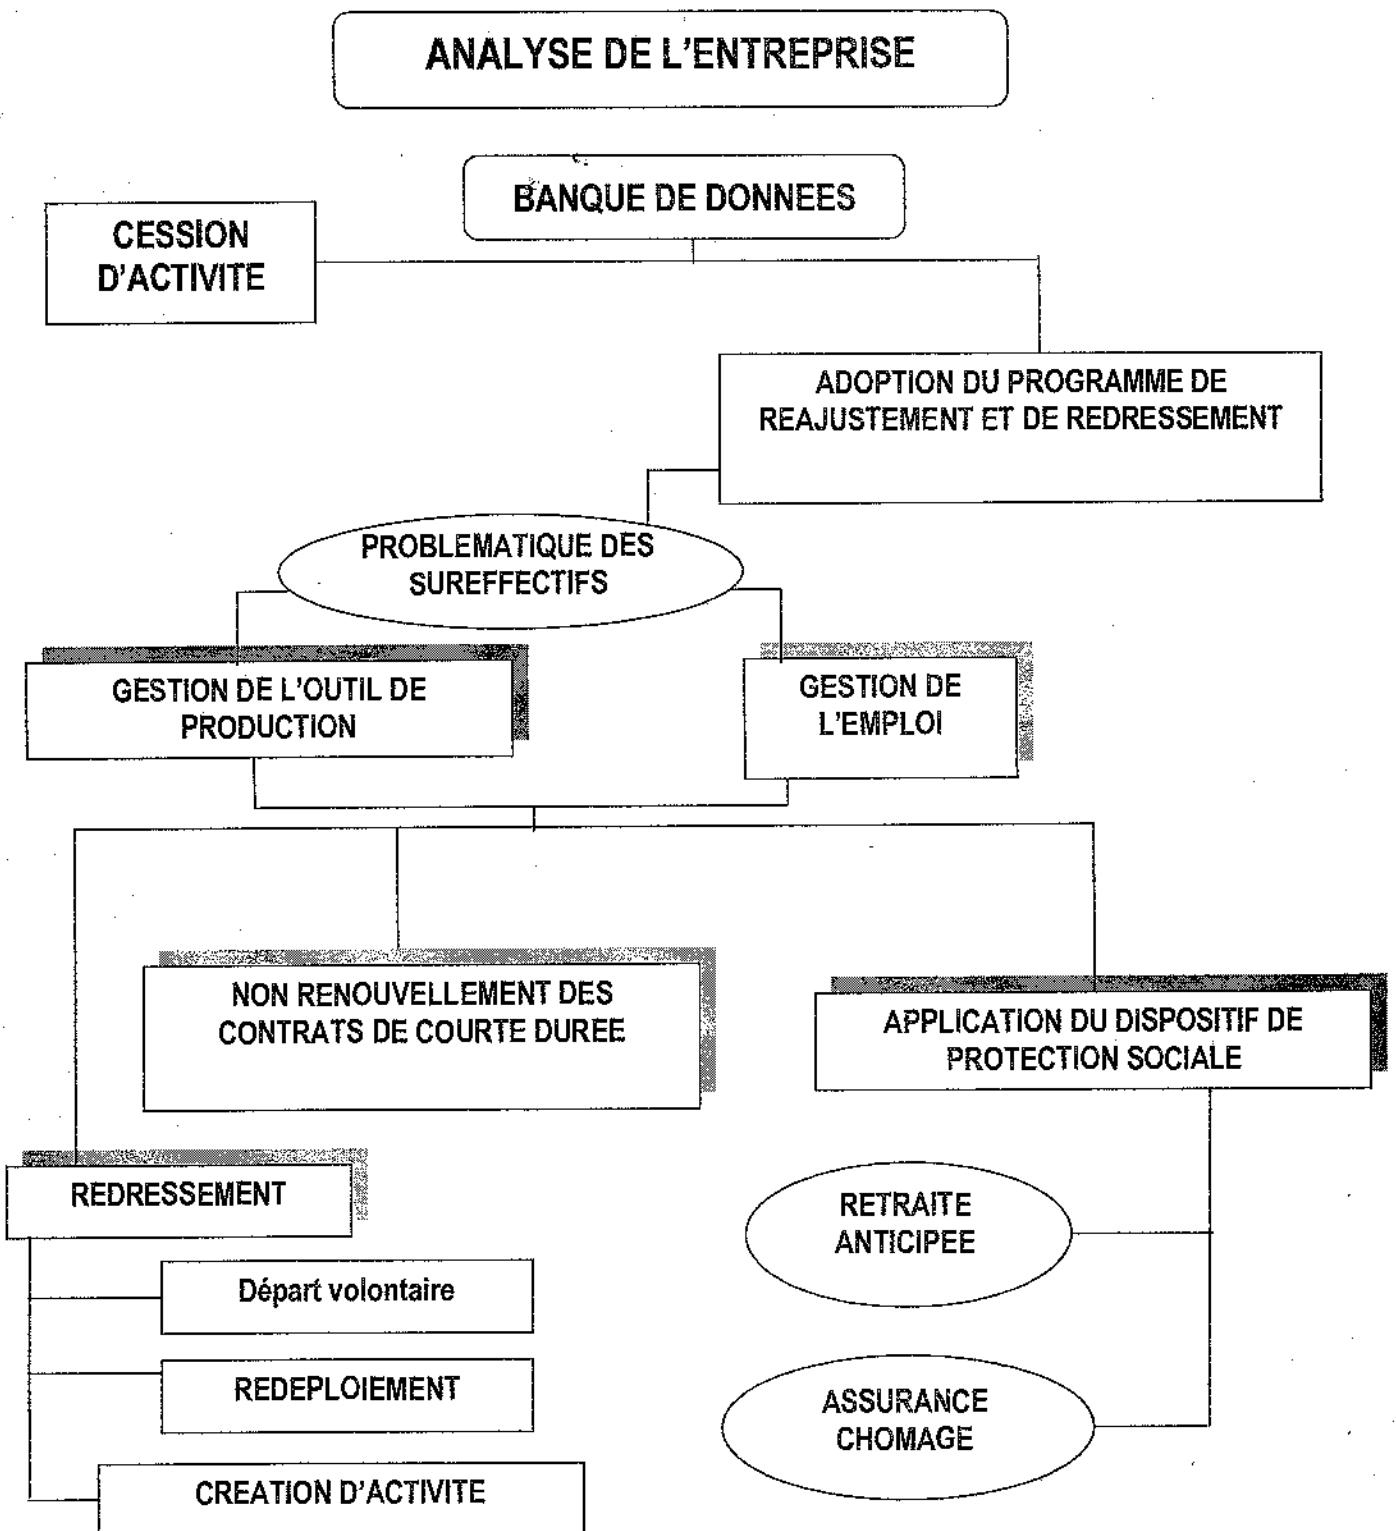 ANALYSE DE L'ENTREPRISE
BANQUE DE DONNEES
CESSION
D'ACTIVITE
ADOPTION DU PROGRAMME DE
REAJUSTEMENT ET DE REDRESSEMENT
PROBLEMATIQUE DES
SUREFFECTIFS
GESTION DE L'OUTIL DE
PRODUCTION
GESTION DE
L'EMPLOI
NON RENOUVELLEMENT DES
CONTRATS DE COURTE DUREE
APPLICATION DU DISPOSITIF DE
PROTECTION SOCIALE
REDRESSEMENT
Départ volontaire
REDEPLOIEMENT
CREATION D'ACTIVITE
RETRAITE
ANTICIPEE
ASSURANCE
CHOMAGE